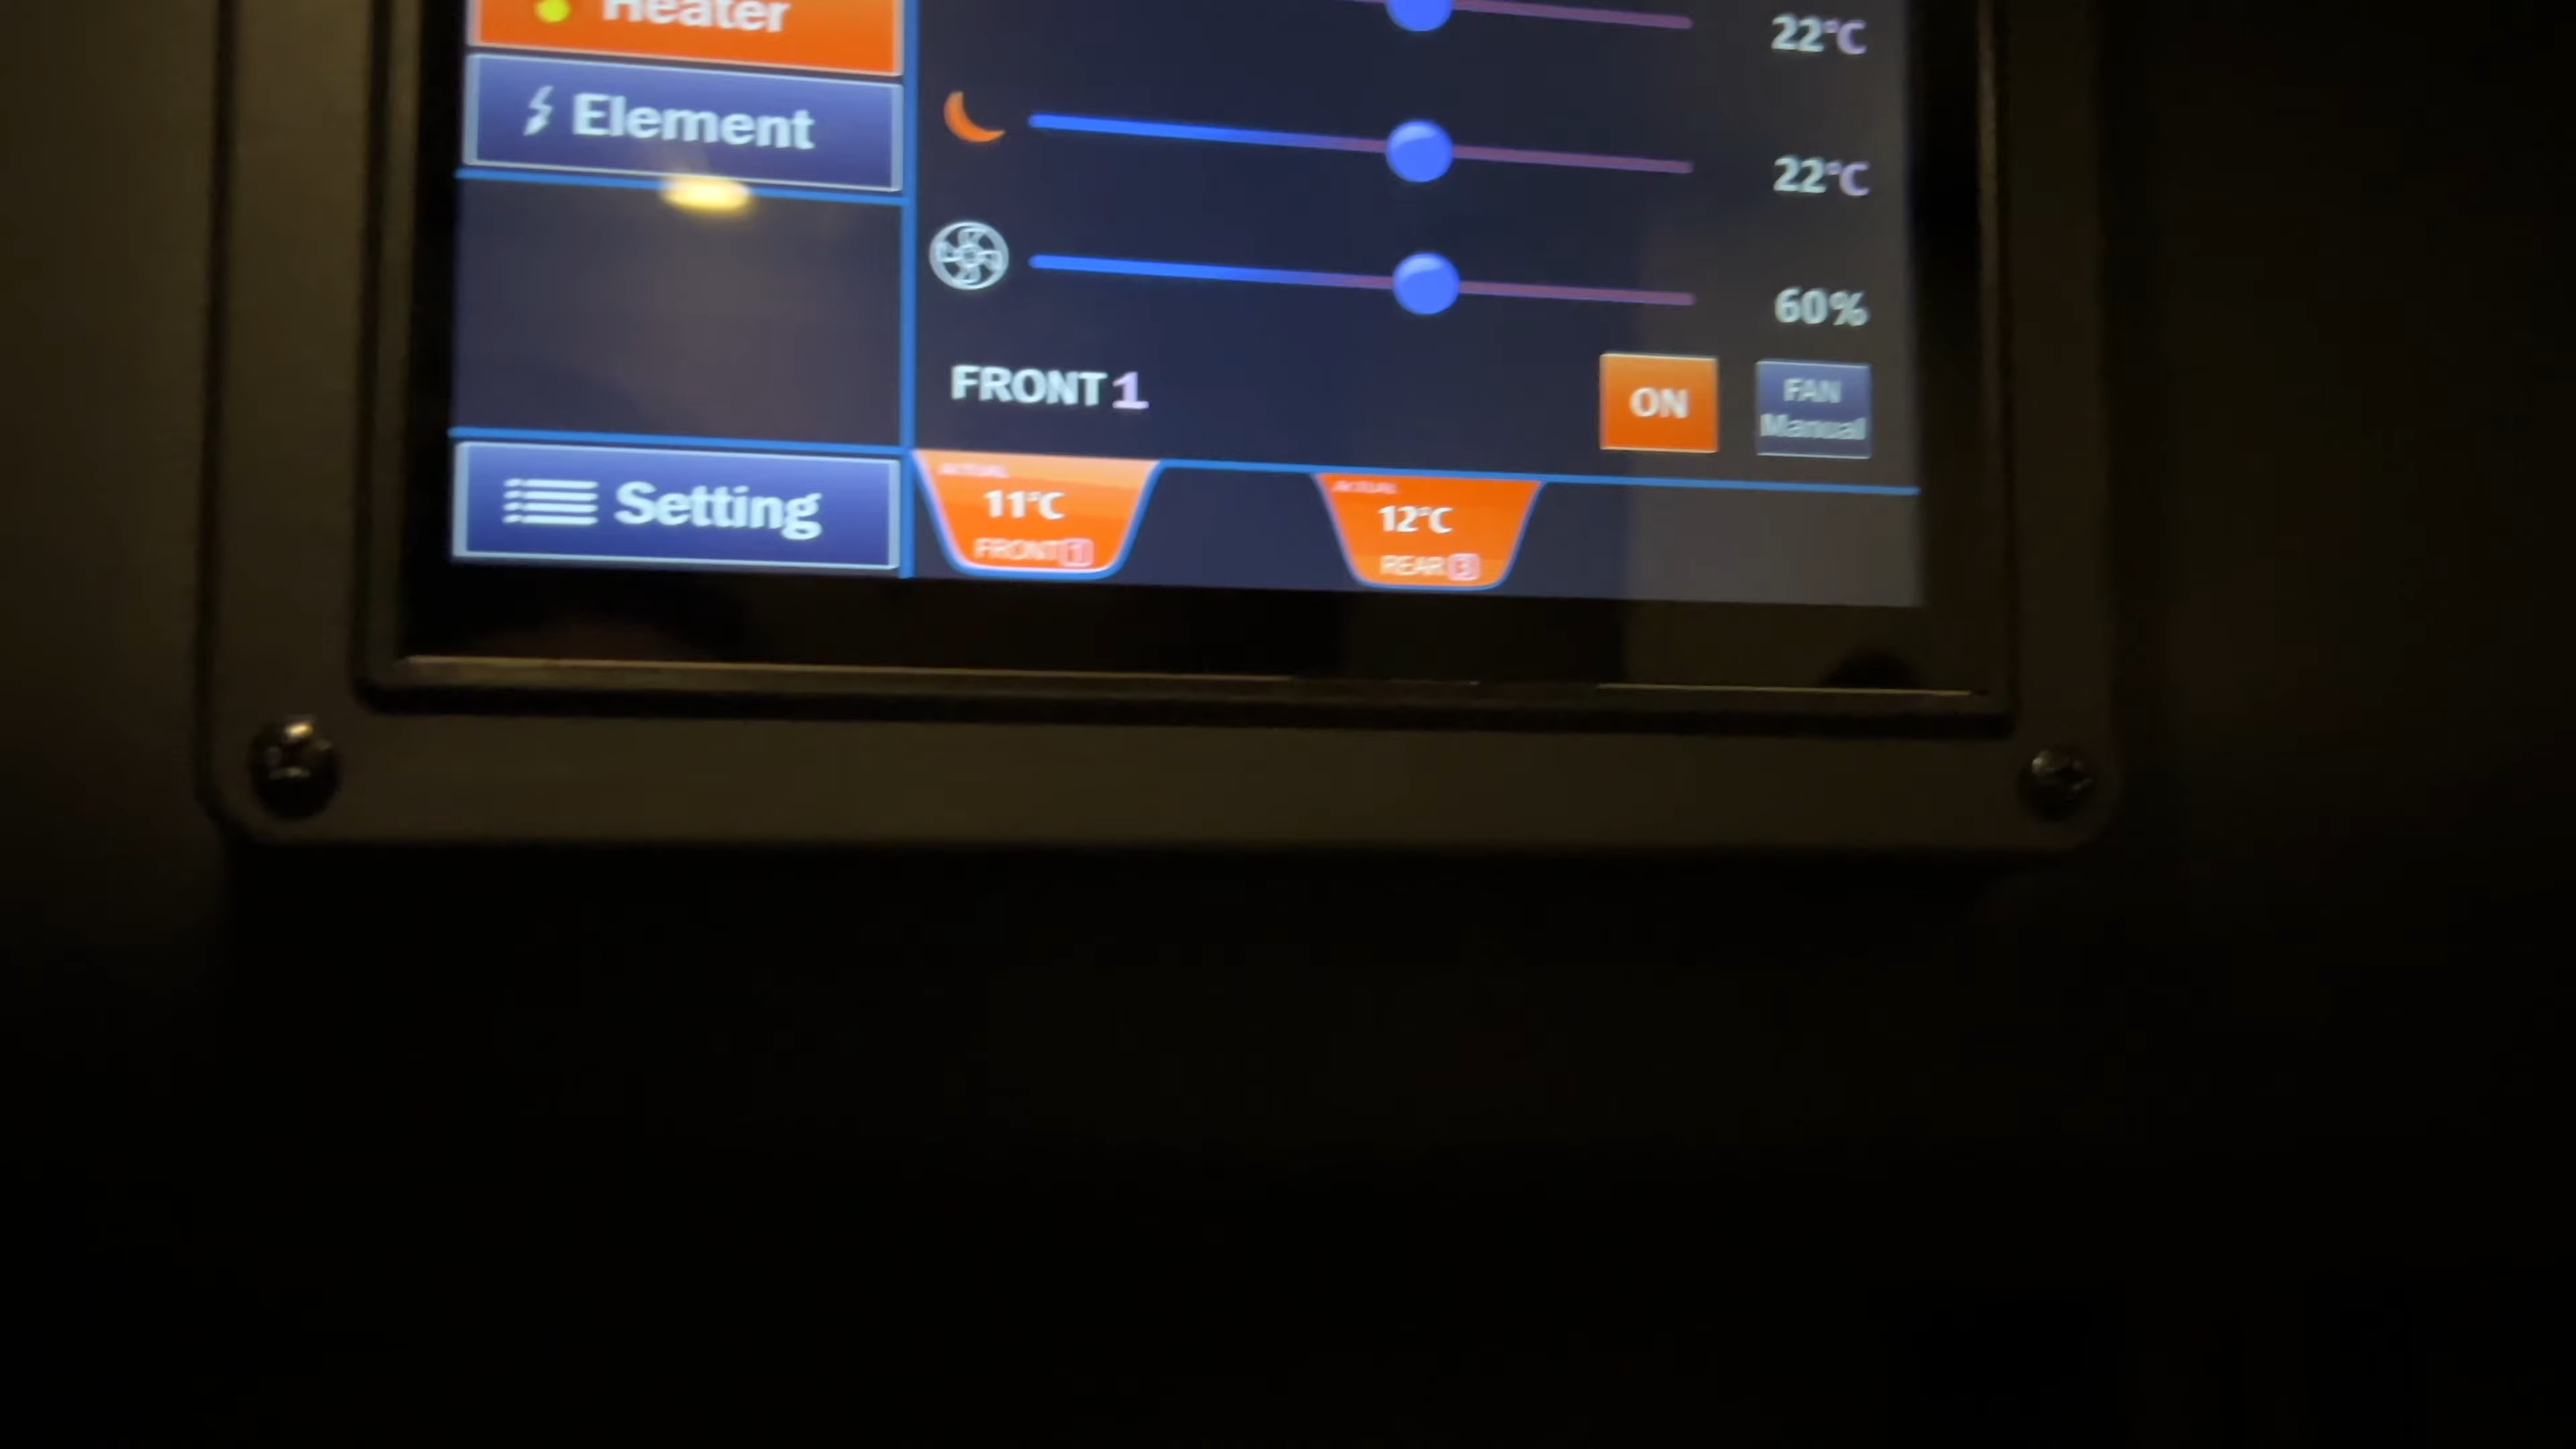 Heater
22°C
Element
22°C
60%
FRONT 1
ON
FAN
Manual
Setting
ACTUAL
11°C
FRONT 1
ACTUAL
12°C
REAR 3